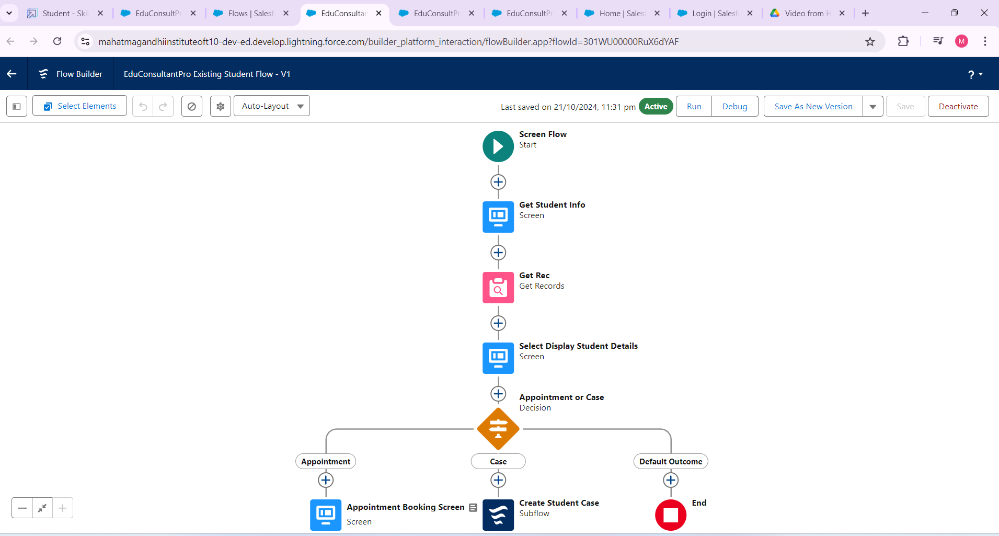 Student - Skil
EduConsultPr
Flows | Salesf
EduConsultan
EduConsultPr
EduConsultPr
Home | Salesf
Login | Salesf
Video from H
mahatmagandhiinstituteoft10-dev-ed.develop.lightning.force.com/builder_platform_interaction/flowBuilder.app?flowId=301WU00000RuX6dYAF
M
Flow Builder
EduConsultantPro Existing Student Flow - V1
?
Select Elements
Auto-Layout
Last saved on 21/10/2024, 11:31 pm
Active
Run
Debug
Save As New Version
Save
Deactivate
Screen Flow
Start
Get Student Info
Screen
Get Rec
Get Records
Select Display Student Details
Screen
Appointment or Case
Decision
Appointment
Case
Default Outcome
Appointment Booking Screen
Screen
Create Student Case
Subflow
End